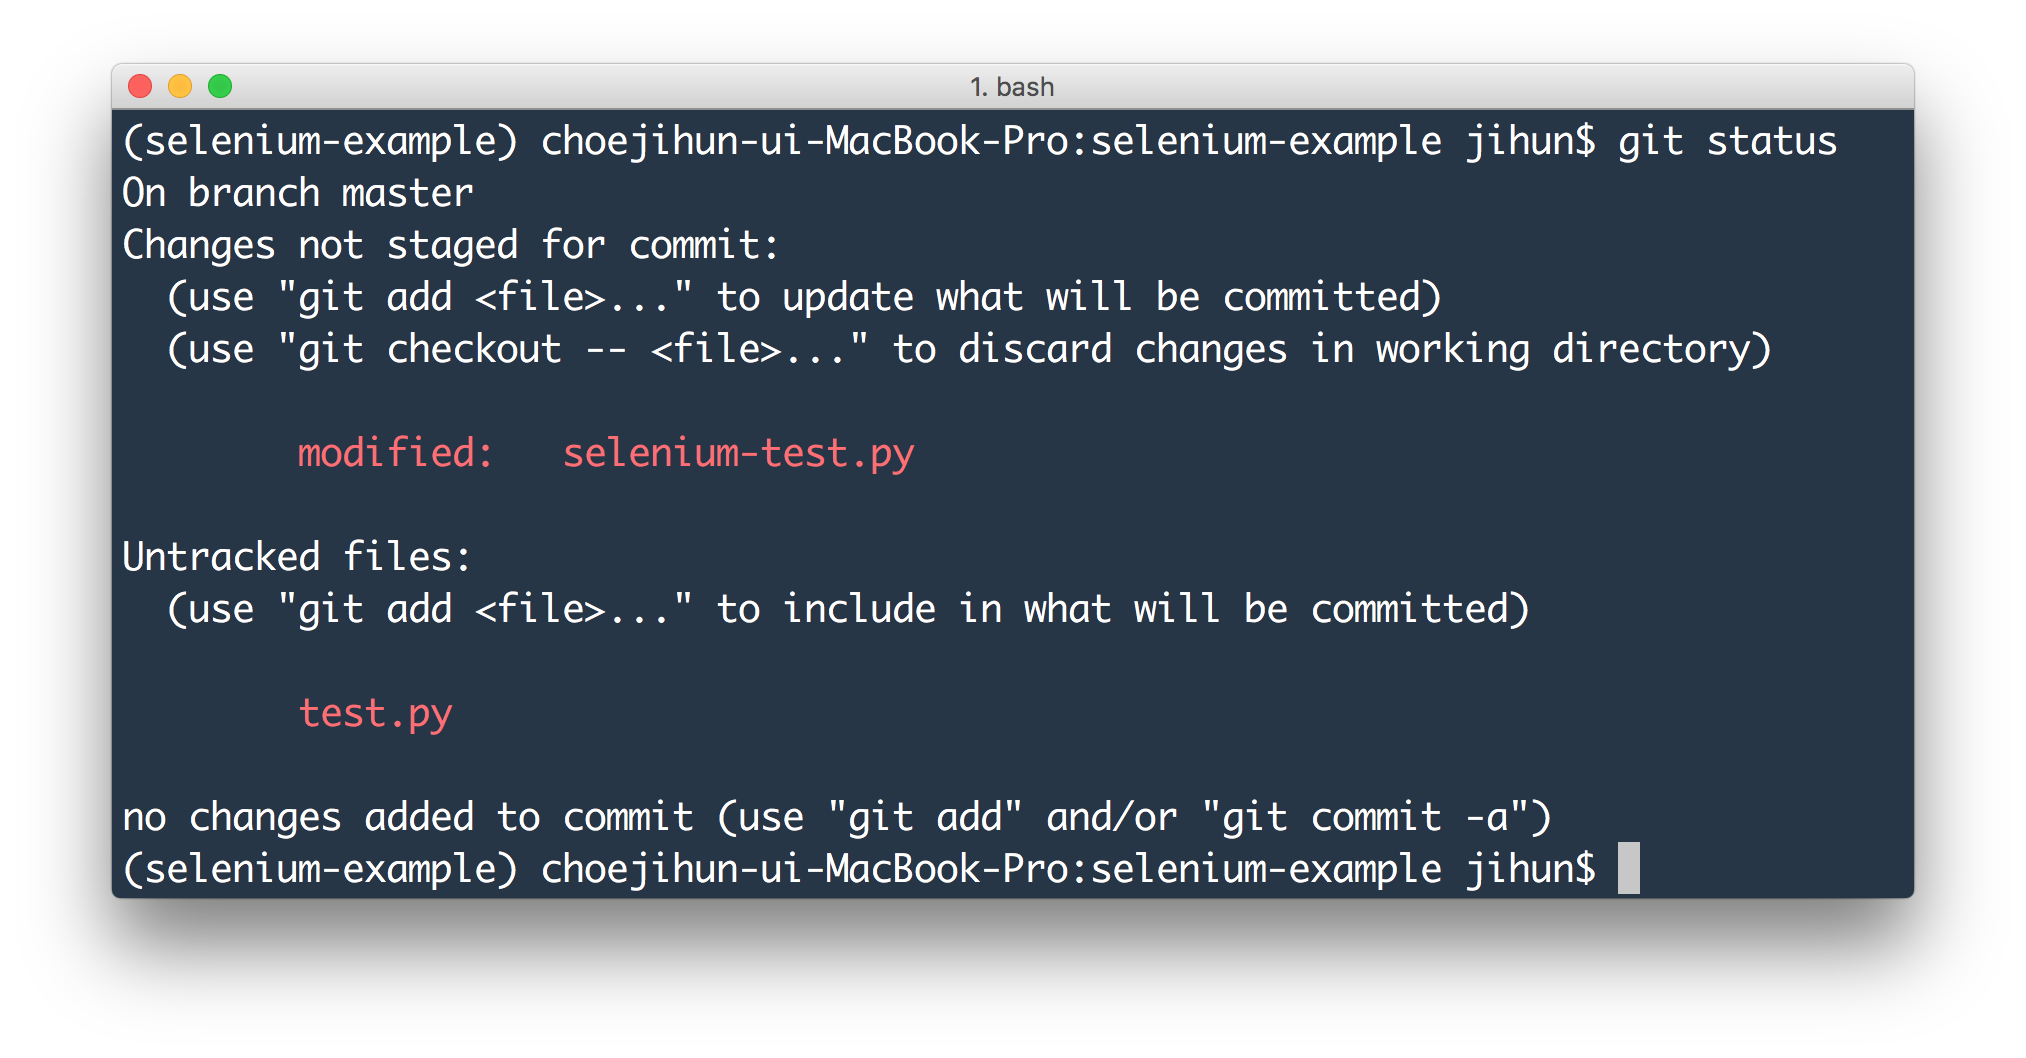 1. bash
(selenium-example) choejihun-ui-MacBook-Pro:selenium-example jihun$ git status
On branch master
Changes not staged for commit:
  (use "git add <file>..." to update what will be committed)
  (use "git checkout -- <file>..." to discard changes in working directory)
        modified:   selenium-test.py
Untracked files:
  (use "git add <file>..." to include in what will be committed)
        test.py
no changes added to commit (use "git add" and/or "git commit -a")
(selenium-example) choejihun-ui-MacBook-Pro:selenium-example jihun$